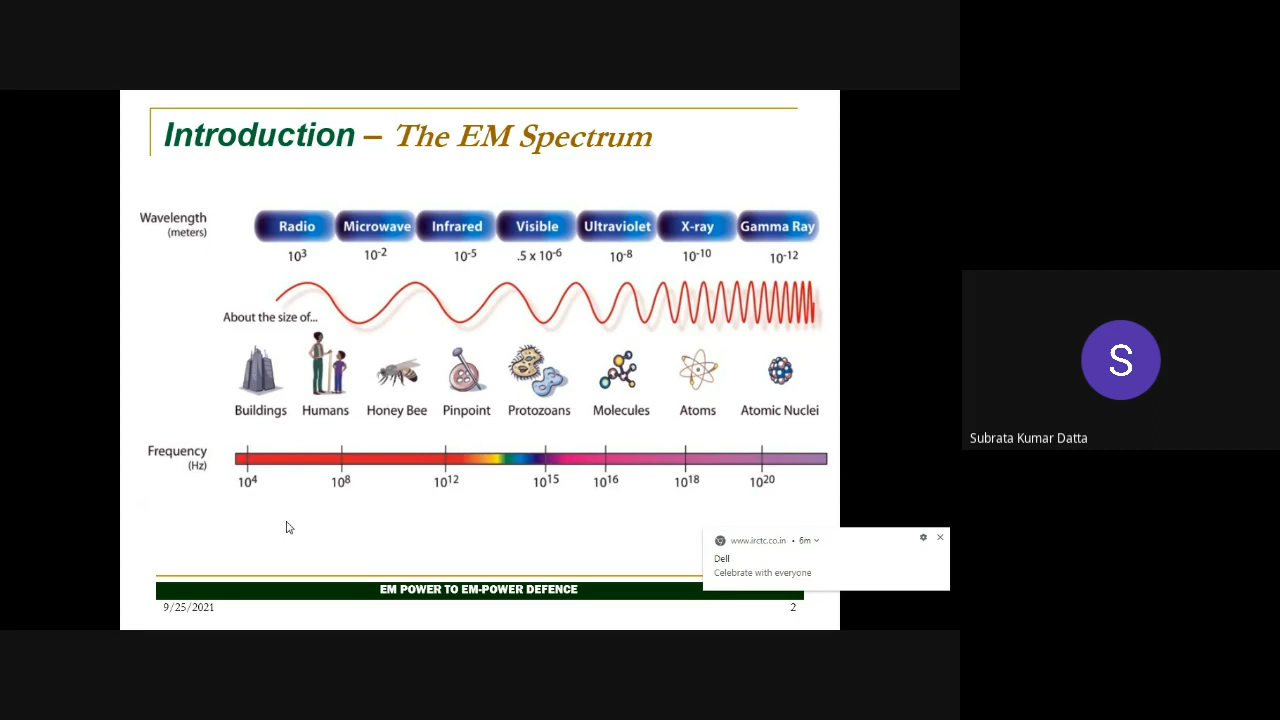 Introduction – The EM Spectrum
Wavelength
(meters)
Radio Microwave Infrared Visible Ultraviolet X-ray Gamma Ray
10³ 10⁻² 10⁻⁵ .5 x 10⁻⁶ 10⁻⁸ 10⁻¹⁰ 10⁻¹²
About the size of...
Buildings Humans Honey Bee Pinpoint Protozoans Molecules Atoms Atomic Nuclei
Frequency
(Hz)
10⁴ 10⁸ 10¹² 10¹⁵ 10¹⁶ 10¹⁸ 10²⁰
www.irctc.co.in • 6m
Dell
Celebrate with everyone
EM POWER TO EM-POWER DEFENCE
9/25/2021 2
S
Subrata Kumar Datta